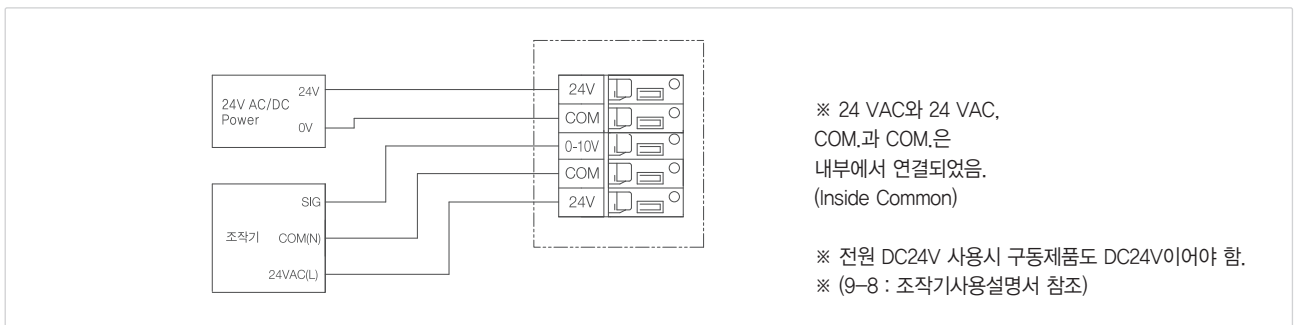 24V AC/DC
Power
24V
0V
조작기
SIG
COM(N)
24VAC(L)
24V
COM
0-10V
COM
24V
※ 24 VAC와 24 VAC,
COM.과 COM.은
내부에서 연결되었음.
(Inside Common)
※ 전원 DC24V 사용시 구동제품도 DC24V이어야 함.
※ (9-8 : 조작기사용설명서 참조)